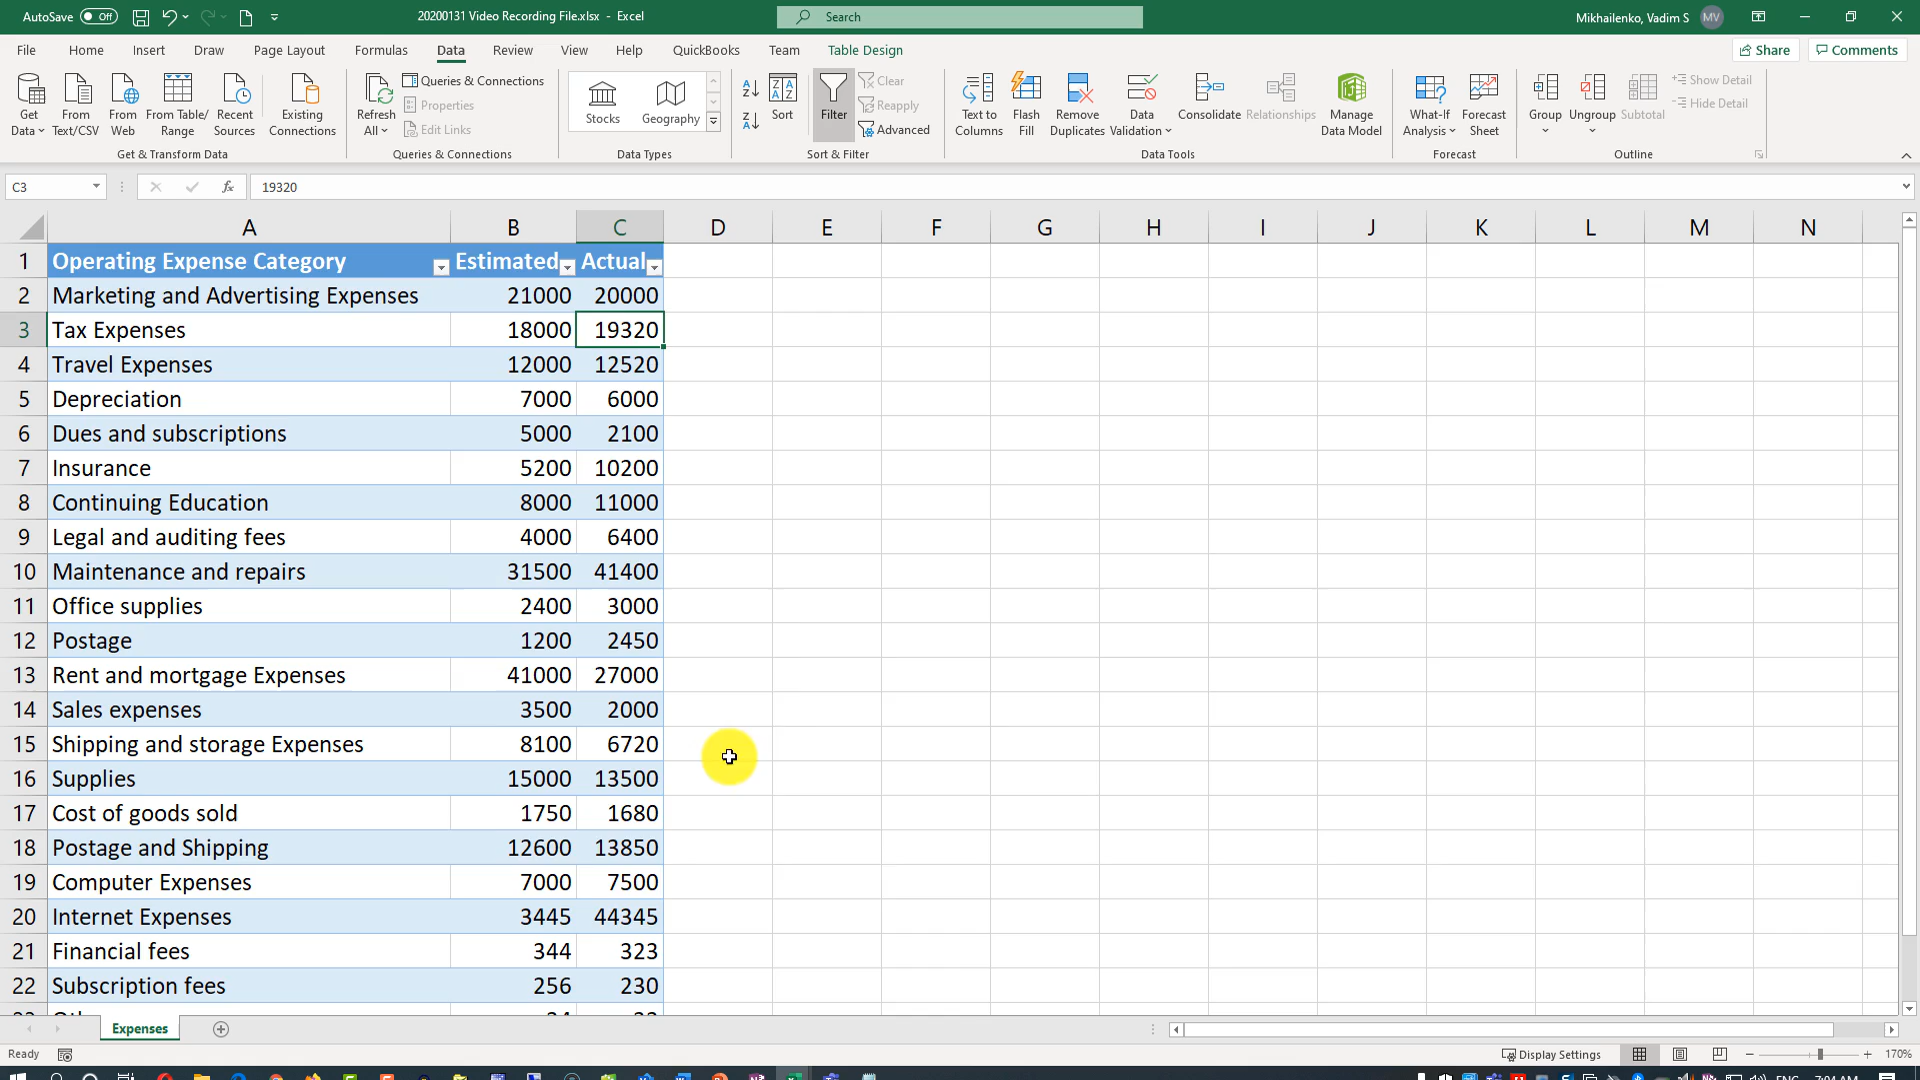 AutoSave Off 20200131 Video Recording File.xlsx - Excel Search Mikhailenko, Vadim S MV
File Home Insert Draw Page Layout Formulas Data Review View Help QuickBooks Team Table Design Share Comments
Get Data From Text/CSV From Web From Table/ Range Recent Sources Existing Connections
Get & Transform Data
Refresh All Queries & Connections Properties Edit Links
Queries & Connections
Stocks Geography
Data Types
Sort Filter Clear Reapply Advanced
Sort & Filter
Text to Columns Flash Fill Remove Duplicates Data Validation Consolidate Relationships Manage Data Model
Data Tools
What-If Analysis Forecast Sheet
Forecast
Group Ungroup Subtotal Show Detail Hide Detail
Outline
C3 fx 19320
A B C D E F G H I J K L M N
1 Operating Expense Category Estimated Actual
2 Marketing and Advertising Expenses 21000 20000
3 Tax Expenses 18000 19320
4 Travel Expenses 12000 12520
5 Depreciation 7000 6000
6 Dues and subscriptions 5000 2100
7 Insurance 5200 10200
8 Continuing Education 8000 11000
9 Legal and auditing fees 4000 6400
10 Maintenance and repairs 31500 41400
11 Office supplies 2400 3000
12 Postage 1200 2450
13 Rent and mortgage Expenses 41000 27000
14 Sales expenses 3500 2000
15 Shipping and storage Expenses 8100 6720
16 Supplies 15000 13500
17 Cost of goods sold 1750 1680
18 Postage and Shipping 12600 13850
19 Computer Expenses 7000 7500
20 Internet Expenses 3445 44345
21 Financial fees 344 323
22 Subscription fees 256 230
Expenses
Ready Display Settings 170%